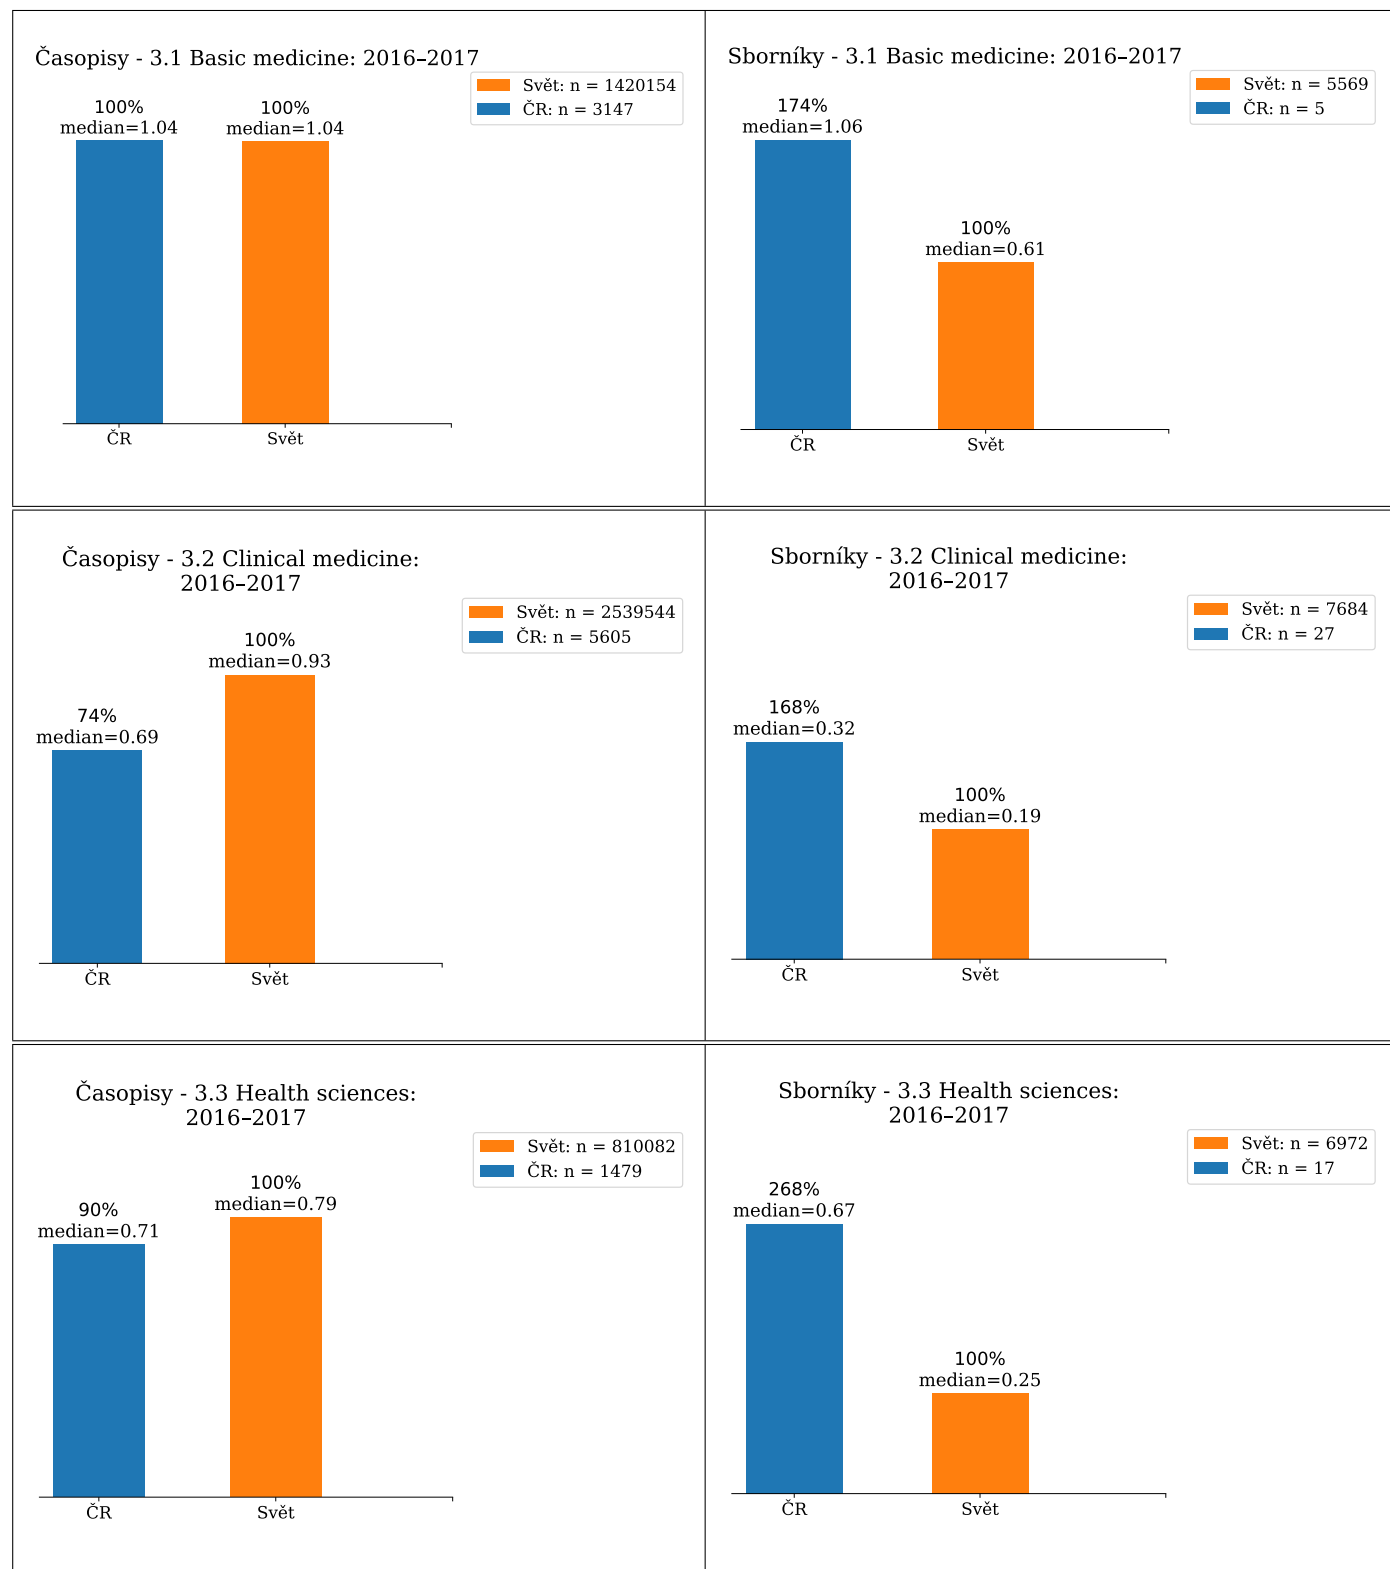 Časopisy - 3.1 Basic medicine: 2016–2017
Svět: n = 1420154
ČR: n = 3147
100%
median=1.04
100%
median=1.04
ČR
Svět
Sborníky - 3.1 Basic medicine: 2016–2017
Svět: n = 5569
ČR: n = 5
174%
median=1.06
100%
median=0.61
ČR
Svět
Časopisy - 3.2 Clinical medicine:
2016–2017
Svět: n = 2539544
ČR: n = 5605
100%
median=0.93
74%
median=0.69
ČR
Svět
Sborníky - 3.2 Clinical medicine:
2016–2017
Svět: n = 7684
ČR: n = 27
168%
median=0.32
100%
median=0.19
ČR
Svět
Časopisy - 3.3 Health sciences:
2016–2017
Svět: n = 810082
ČR: n = 1479
100%
median=0.79
90%
median=0.71
ČR
Svět
Sborníky - 3.3 Health sciences:
2016–2017
Svět: n = 6972
ČR: n = 17
268%
median=0.67
100%
median=0.25
ČR
Svět